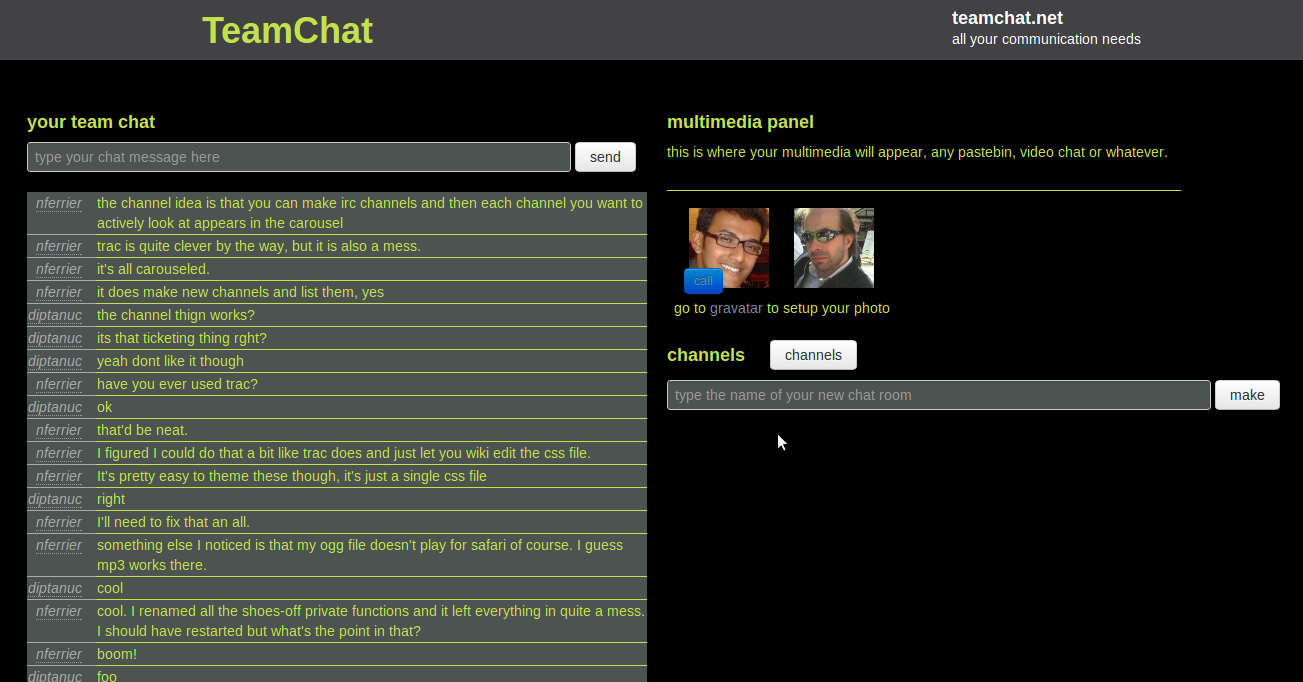 TeamChat
teamchat.net
all your communication needs
your team chat
type your chat message here
send
nferrier the channel idea is that you can make irc channels and then each channel you want to
actively look at appears in the carousel
nferrier trac is quite clever by the way, but it is also a mess.
nferrier it's all carouseled.
nferrier it does make new channels and list them, yes
diptanuc the channel thign works?
diptanuc its that ticketing thing rght?
diptanuc yeah dont like it though
nferrier have you ever used trac?
diptanuc ok
nferrier that'd be neat.
nferrier I figured I could do that a bit like trac does and just let you wiki edit the css file.
nferrier It's pretty easy to theme these though, it's just a single css file
diptanuc right
nferrier I'll need to fix that an all.
nferrier something else I noticed is that my ogg file doesn't play for safari of course. I guess
mp3 works there.
diptanuc cool
nferrier cool. I renamed all the shoes-off private functions and it left everything in quite a mess.
I should have restarted but what's the point in that?
nferrier boom!
diptanuc foo
multimedia panel
this is where your multimedia will appear, any pastebin, video chat or whatever.
call
go to gravatar to setup your photo
channels
channels
type the name of your new chat room
make